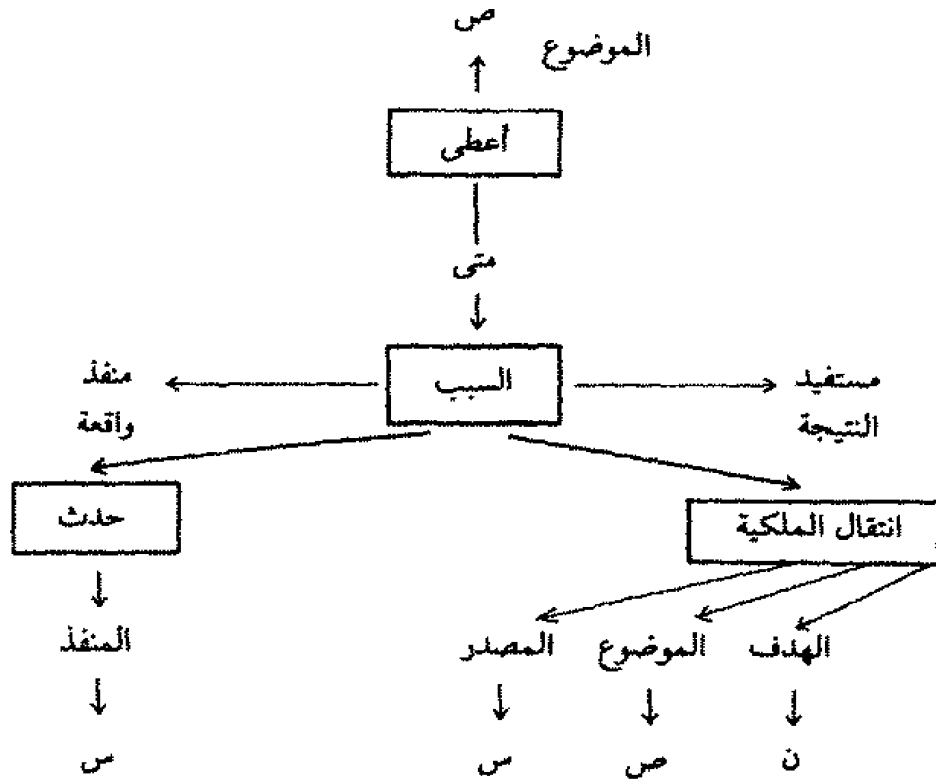 ص
الموضوع
أعطى
متى
مستفيد السبب منفذ
النتيجة واقعة
انتقال الملكية حدث
الهدف الموضوع المصدر المنفذ
ن ص س س